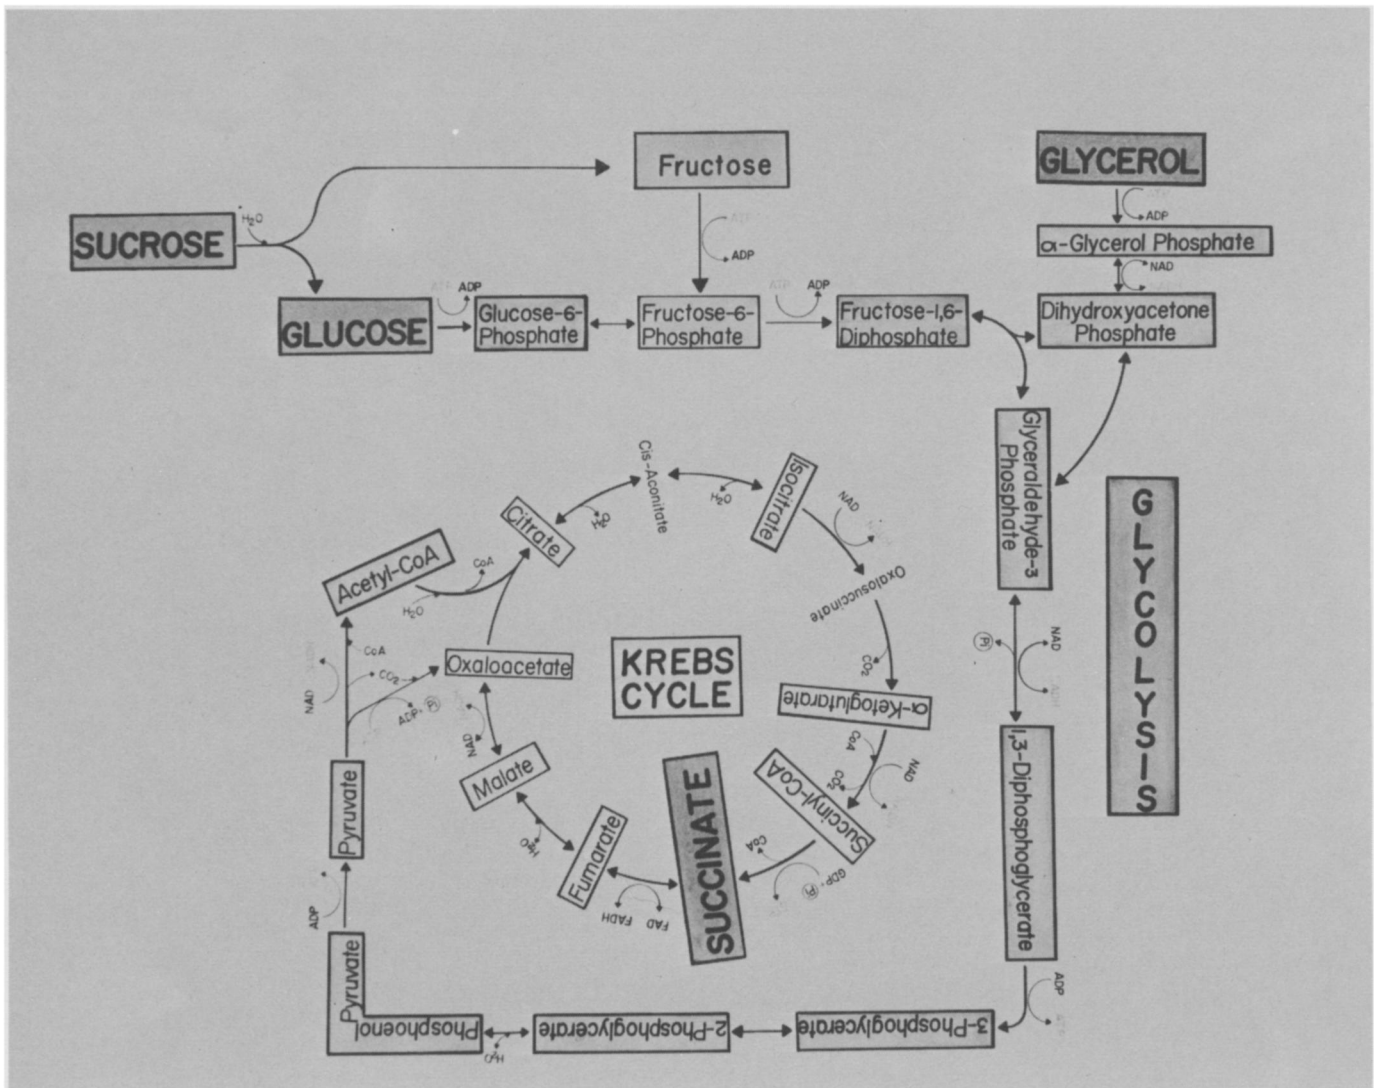 Fructose
GLYCEROL
ADP
H₂O
SUCROSE
α-Glycerol Phosphate
ADP
NAD
ATP
ADP
GLUCOSE
Glucose-6-
Phosphate
Fructose-6-
Phosphate
ATP
ADP
Fructose-1,6-
Diphosphate
Dihydroxyacetone
Phosphate
Glyceraldehyde-3
Phosphate
GLYCOLYSIS
Cis-Aconitate
H₂O
Isocitrate
NAD
Citrate
H₂O
Acetyl-CoA
CoA
H₂O
Oxalosuccinate
CO₂
CoA
CO₂
NAD
ADP+Pi
Oxaloacetate
KREBS
CYCLE
α-Ketoglutarate
Pi
NAD
NAD
Malate
CoA
CO₂
NAD
Succinyl-CoA
1,3-Diphosphoglycerate
Pyruvate
H₂O
Fumarate
SUCCINATE
CoA
GDP+Pi
FADH
FAD
ADP
Pyruvate
Phosphoenol
H₂O
2-Phosphoglycerate
3-Phosphoglycerate
ADP